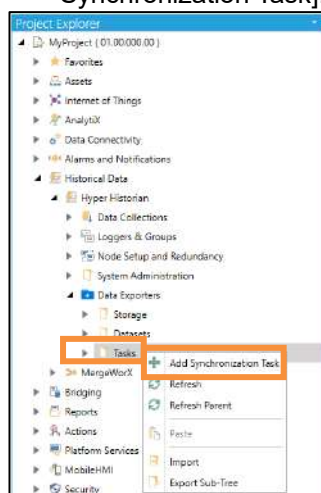 Synchronization Task]
Project Explorer
MyProject ( 01.00.000.00 )
Favorites
Assets
Internet of Things
AnalytiX
Data Connectivity
Alarms and Notifications
Historical Data
Hyper Historian
Data Collections
Loggers & Groups
Node Setup and Redundancy
System Administration
Data Exporters
Storage
Datasets
Tasks
Add Synchronization Task
MergeWorX
Refresh
Bridging
Refresh Parent
Reports
Actions
Paste
Platform Services
Import
MobileHMI
Export Sub-Tree
Security